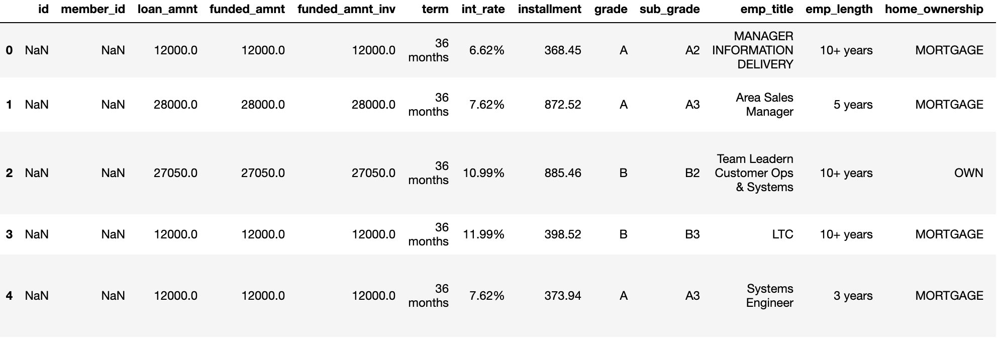 id member_id loan_amnt funded_amnt funded_amnt_inv term int_rate installment grade sub_grade emp_title emp_length home_ownership
0 NaN NaN 12000.0 12000.0 12000.0 36 months 6.62% 368.45 A A2 MANAGER INFORMATION DELIVERY 10+ years MORTGAGE
1 NaN NaN 28000.0 28000.0 28000.0 36 months 7.62% 872.52 A A3 Area Sales Manager 5 years MORTGAGE
2 NaN NaN 27050.0 27050.0 27050.0 36 months 10.99% 885.46 B B2 Team Leadern Customer Ops & Systems 10+ years OWN
3 NaN NaN 12000.0 12000.0 12000.0 36 months 11.99% 398.52 B B3 LTC 10+ years MORTGAGE
4 NaN NaN 12000.0 12000.0 12000.0 36 months 7.62% 373.94 A A3 Systems Engineer 3 years MORTGAGE